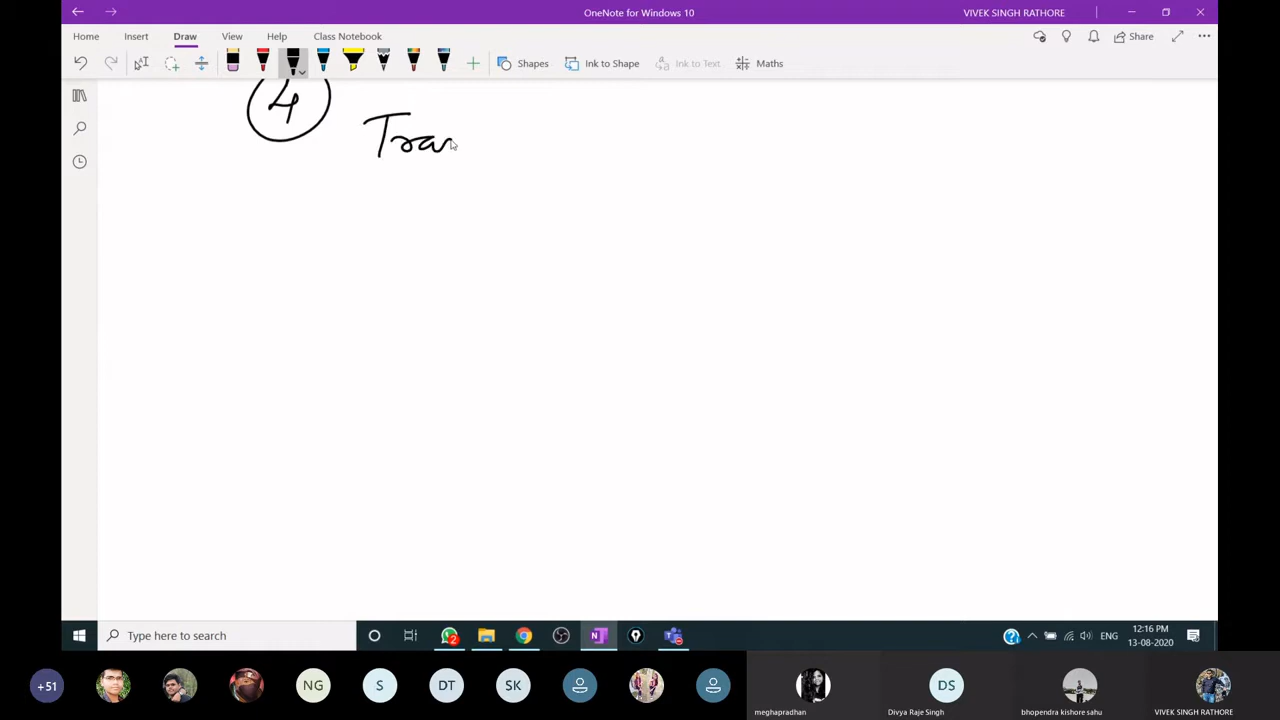 OneNote for Windows 10
VIVEK SINGH RATHORE
Home Insert Draw View Help Class Notebook
Share
Shapes Ink to Shape Ink to Text Maths
4
Tra
Type here to search
2
ENG
12:16 PM
13-08-2020
+51 NG S DT SK DS
meghapradhan Divya Raje Singh bhopendra kishore sahu VIVEK SINGH RATHORE